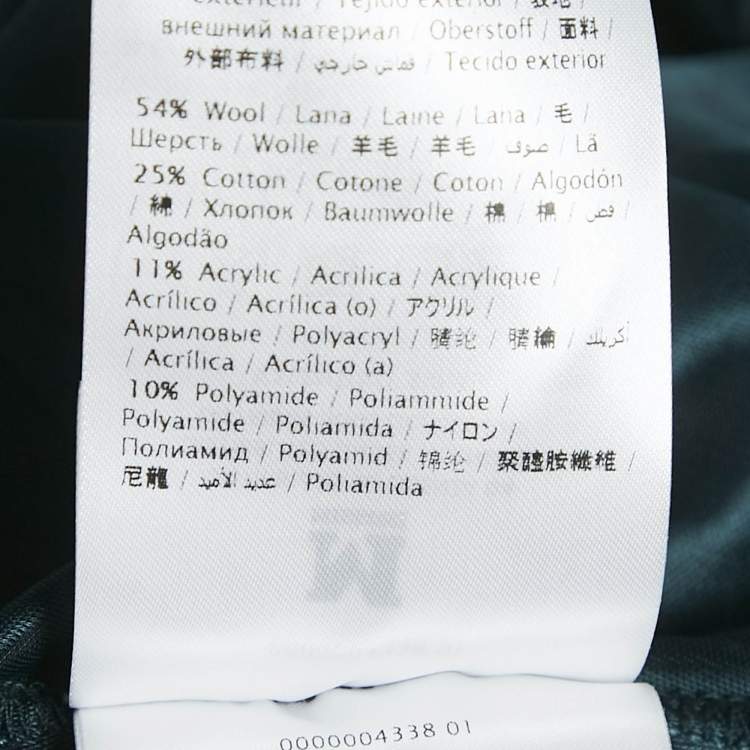 внешний материал / Oberstoff / 面料 /
外部布料 / قماش خارجي / Tecido exterior
54% Wool / Lana / Laine / Lana / 毛 /
Шерсть / Wolle / 羊毛 / 羊毛 / صوف / Lã
25% Cotton / Cotone / Coton / Algodón
/ 綿 / Хлопок / Baumwolle / 棉 / 棉 / /
Algodão
11% Acrylic / Acrilica / Acrylique /
Acrílico / Acrílica (o) / アクリル /
Акриловые / Polyacryl / 腈纶 / 腈綸 / أكريلك
/ Acrílica / Acrílico (a)
10% Polyamide / Poliammide /
Polyamide / Poliamida / ナイロン /
Полиамид / Polyamid / 锦纶 / 聚醯胺纖維 /
尼龍 / عديد الأميد / Poliamida
0000004338 01